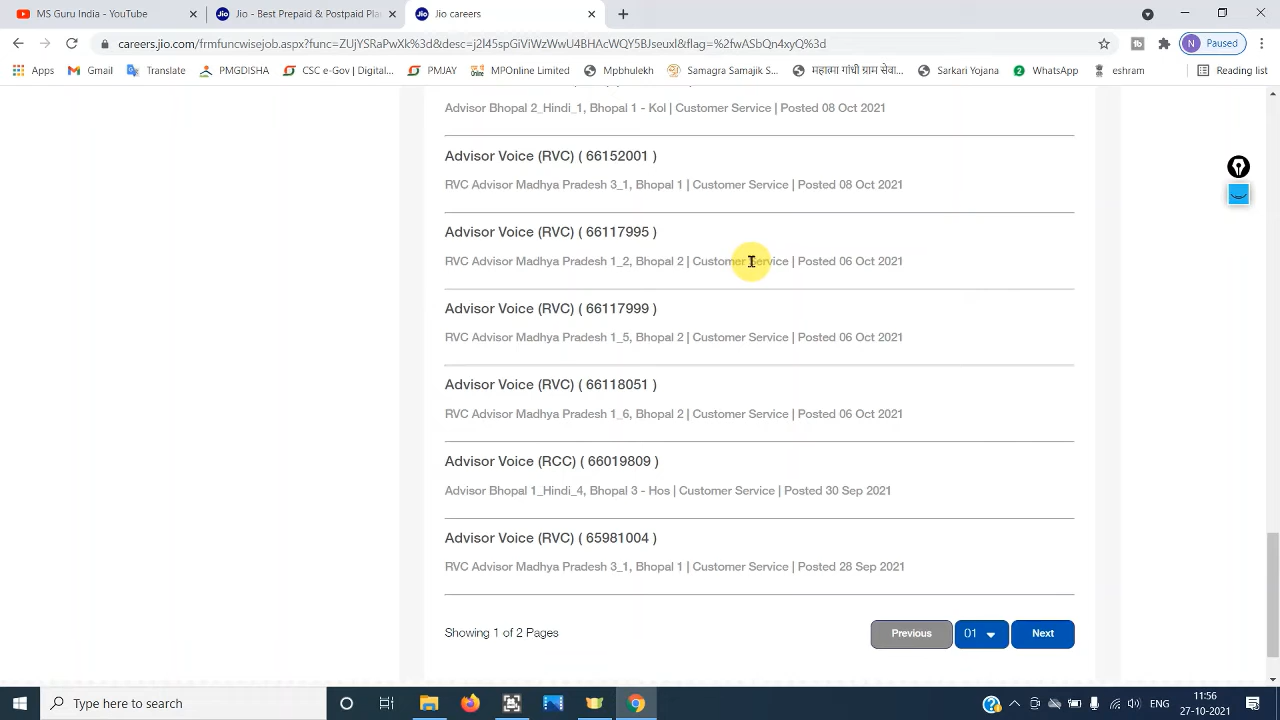 MS Guru India - YouTube
Jio - Best Prepaid & Postpaid Plan
Jio careers
careers.jio.com/frmfuncwisejob.aspx?func=ZUjYSRaPwXk%3d&desc=j2I45spGiViWzWwU4BHAcWQY5BJseuxI&flag=%2fwASbQn4xyQ%3d
Paused
Apps
Gmail
Translate
PMGDISHA
CSC e-Gov | Digital...
PMJAY
MPOnline Limited
Mpbhulekh
Samagra Samajik S...
महात्मा गांधी ग्राम सेवा...
Sarkari Yojana
WhatsApp
eshram
Reading list
Advisor Bhopal 2_Hindi_1, Bhopal 1 - Kol | Customer Service | Posted 08 Oct 2021
Advisor Voice (RVC) ( 66152001 )
RVC Advisor Madhya Pradesh 3_1, Bhopal 1 | Customer Service | Posted 08 Oct 2021
Advisor Voice (RVC) ( 66117995 )
RVC Advisor Madhya Pradesh 1_2, Bhopal 2 | Customer Service | Posted 06 Oct 2021
Advisor Voice (RVC) ( 66117999 )
RVC Advisor Madhya Pradesh 1_5, Bhopal 2 | Customer Service | Posted 06 Oct 2021
Advisor Voice (RVC) ( 66118051 )
RVC Advisor Madhya Pradesh 1_6, Bhopal 2 | Customer Service | Posted 06 Oct 2021
Advisor Voice (RCC) ( 66019809 )
Advisor Bhopal 1_Hindi_4, Bhopal 3 - Hos | Customer Service | Posted 30 Sep 2021
Advisor Voice (RVC) ( 65981004 )
RVC Advisor Madhya Pradesh 3_1, Bhopal 1 | Customer Service | Posted 28 Sep 2021
Showing 1 of 2 Pages
Previous
01
Next
Type here to search
11:56
27-10-2021